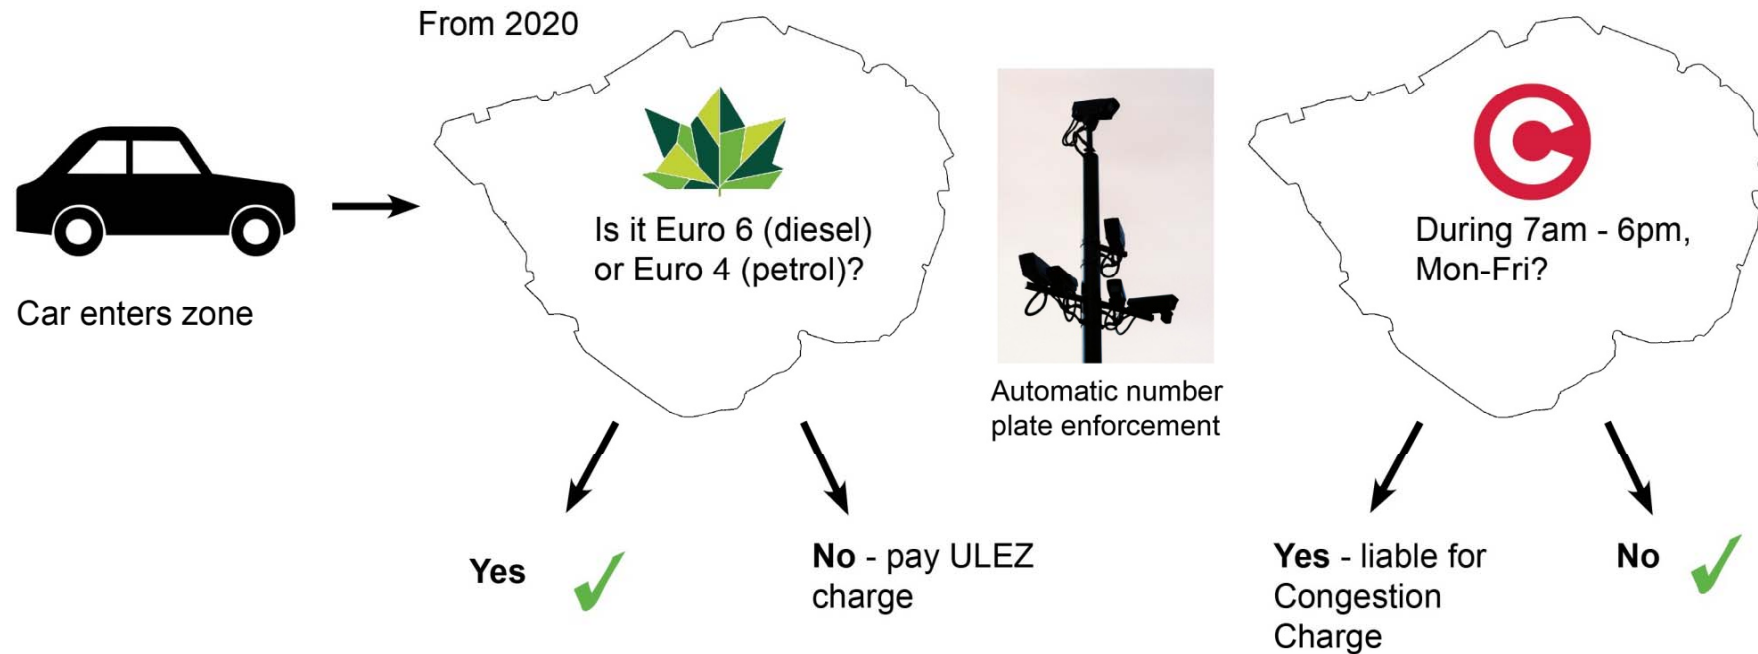 From 2020
Car enters zone
Is it Euro 6 (diesel)
or Euro 4 (petrol)?
Yes
No - pay ULEZ
charge
Automatic number
plate enforcement
During 7am - 6pm,
Mon-Fri?
Yes - liable for
Congestion
Charge
No